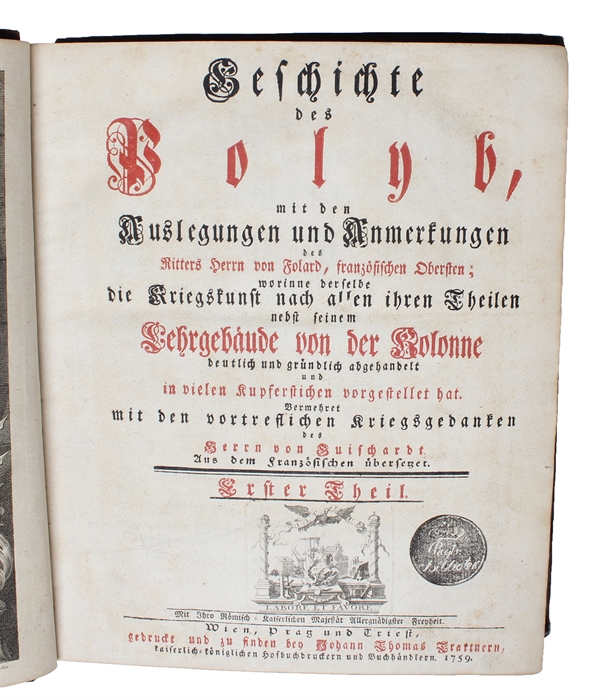 Geschichte
des
Polyb,
mit den
Auslegungen und Anmerkungen
des
Ritters Herrn von Folard, französischen Obersten;
worinne derselbe
die Kriegskunst nach allen ihren Theilen
nebst seinem
Lehrgebäude von der Kolonne
deutlich und gründlich abgehandelt
und
in vielen Kupferstichen vorgestellet hat.
Vermehret
mit den vortreflichen Kriegsgedanken
des
Herrn von Guischardt.
Aus dem Französischen übersetzet.
Erster Theil.
LABORE ET FAVORE
Mit Ihro Römisch-Kaiserlichen Majestät Allergnädigster Freyheit.
Wien, Prag und Triest,
gedruckt und zu finden bey Johann Thomas Trattnern,
kaiserlich-königlichen Hofbuchdruckern und Buchhändlern. 1759.